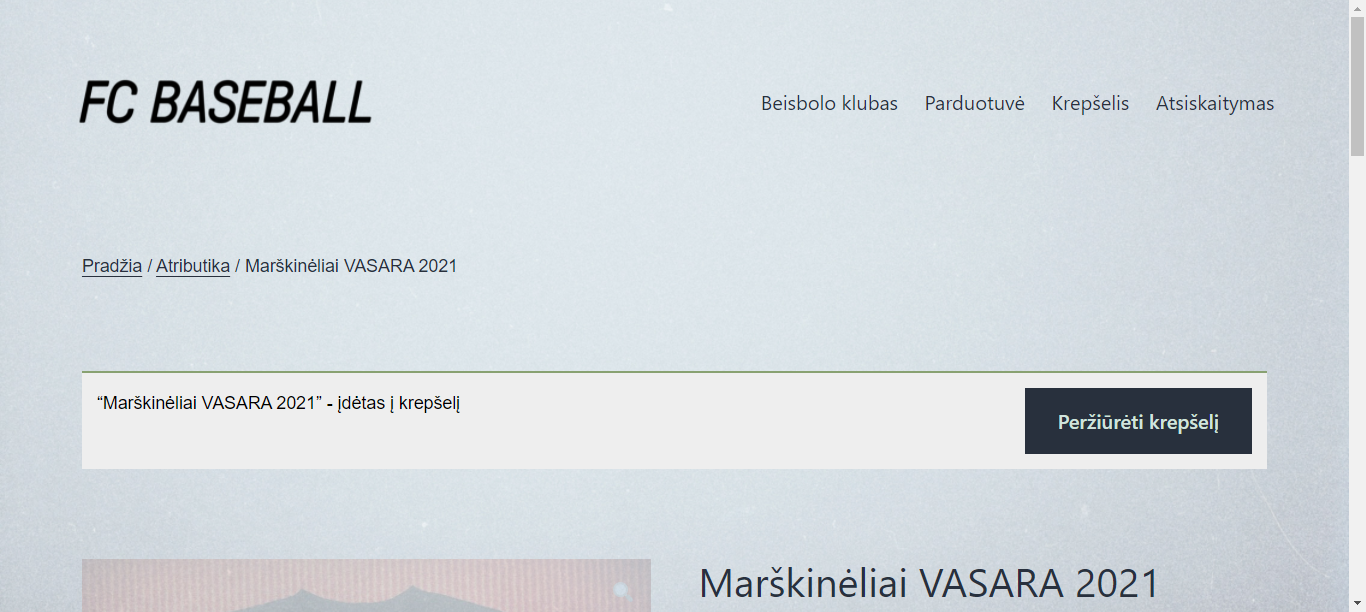 FC BASEBALL
Beisbolo klubas Parduotuvė Krepšelis Atsiskaitymas
Pradžia / Atributika / Marškinėliai VASARA 2021
“Marškinėliai VASARA 2021” - įdėtas į krepšelį
Peržiūrėti krepšelį
Marškinėliai VASARA 2021